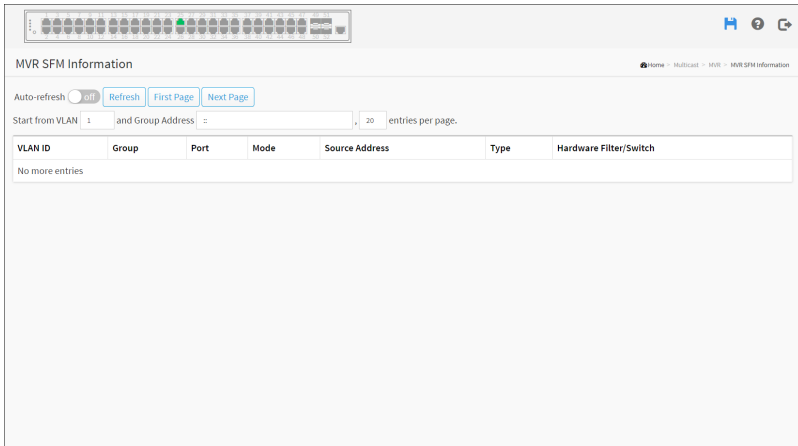 MVR SFM Information
Home > Multicast > MVR > MVR SFM Information
Auto-refresh off Refresh First Page Next Page
Start from VLAN 1 and Group Address :: , 20 entries per page.
VLAN ID Group Port Mode Source Address Type Hardware Filter/Switch
No more entries